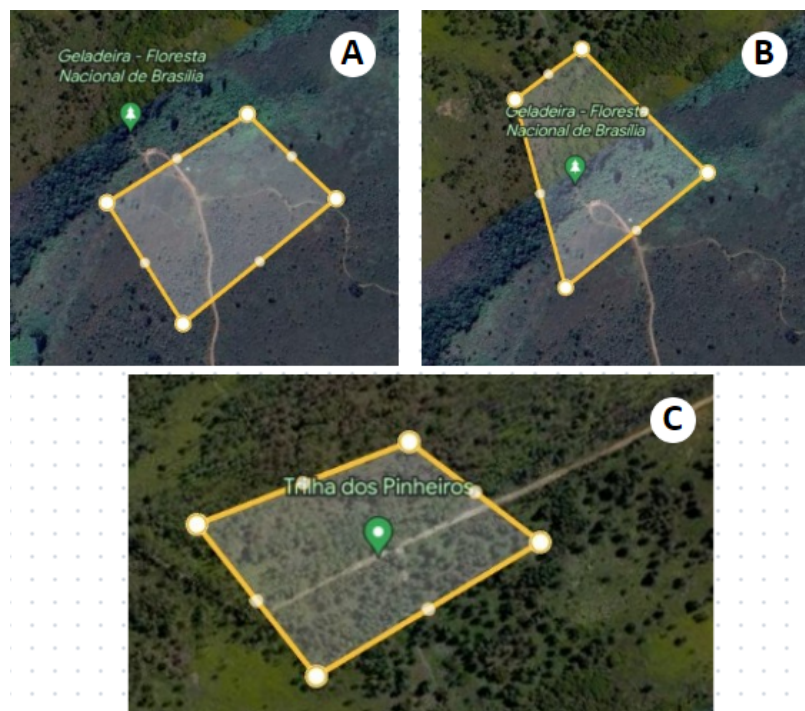 A
Geladeira - Floresta
Nacional de Brasília
B
Geladeira - Floresta
Nacional de Brasília
C
Trilha dos Pinheiros